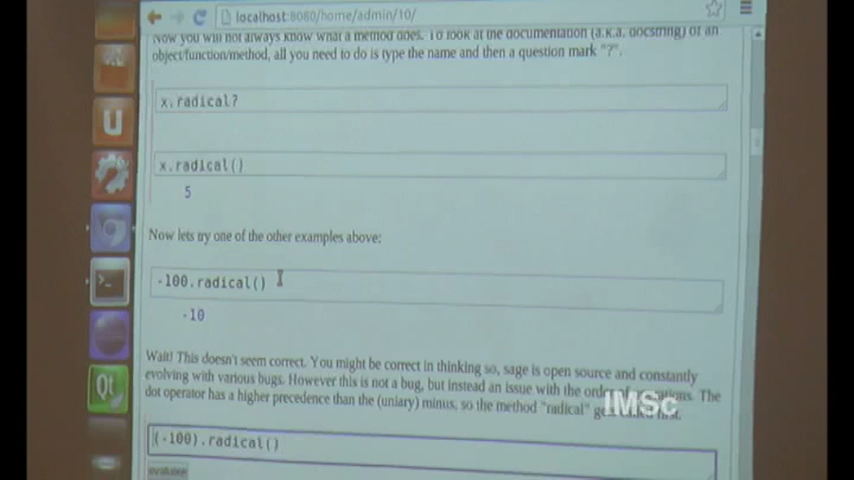 localhost:8080/home/admin/10/
Now you will not always know what a method does. To look at the documentation (a.k.a. docstring) of an
object/function/method, all you need to do is type the name and then a question mark "?".
x.radical?
x.radical()
5
Now lets try one of the other examples above:
-100.radical()
-10
Wait! This doesn't seem correct. You might be correct in thinking so, sage is open source and constantly
evolving with various bugs. However this is not a bug, but instead an issue with the order of operations. The
dot operator has a higher precedence than the (uniary) minus, so the method "radical" first.
IMSc
(-100).radical()
evaluate